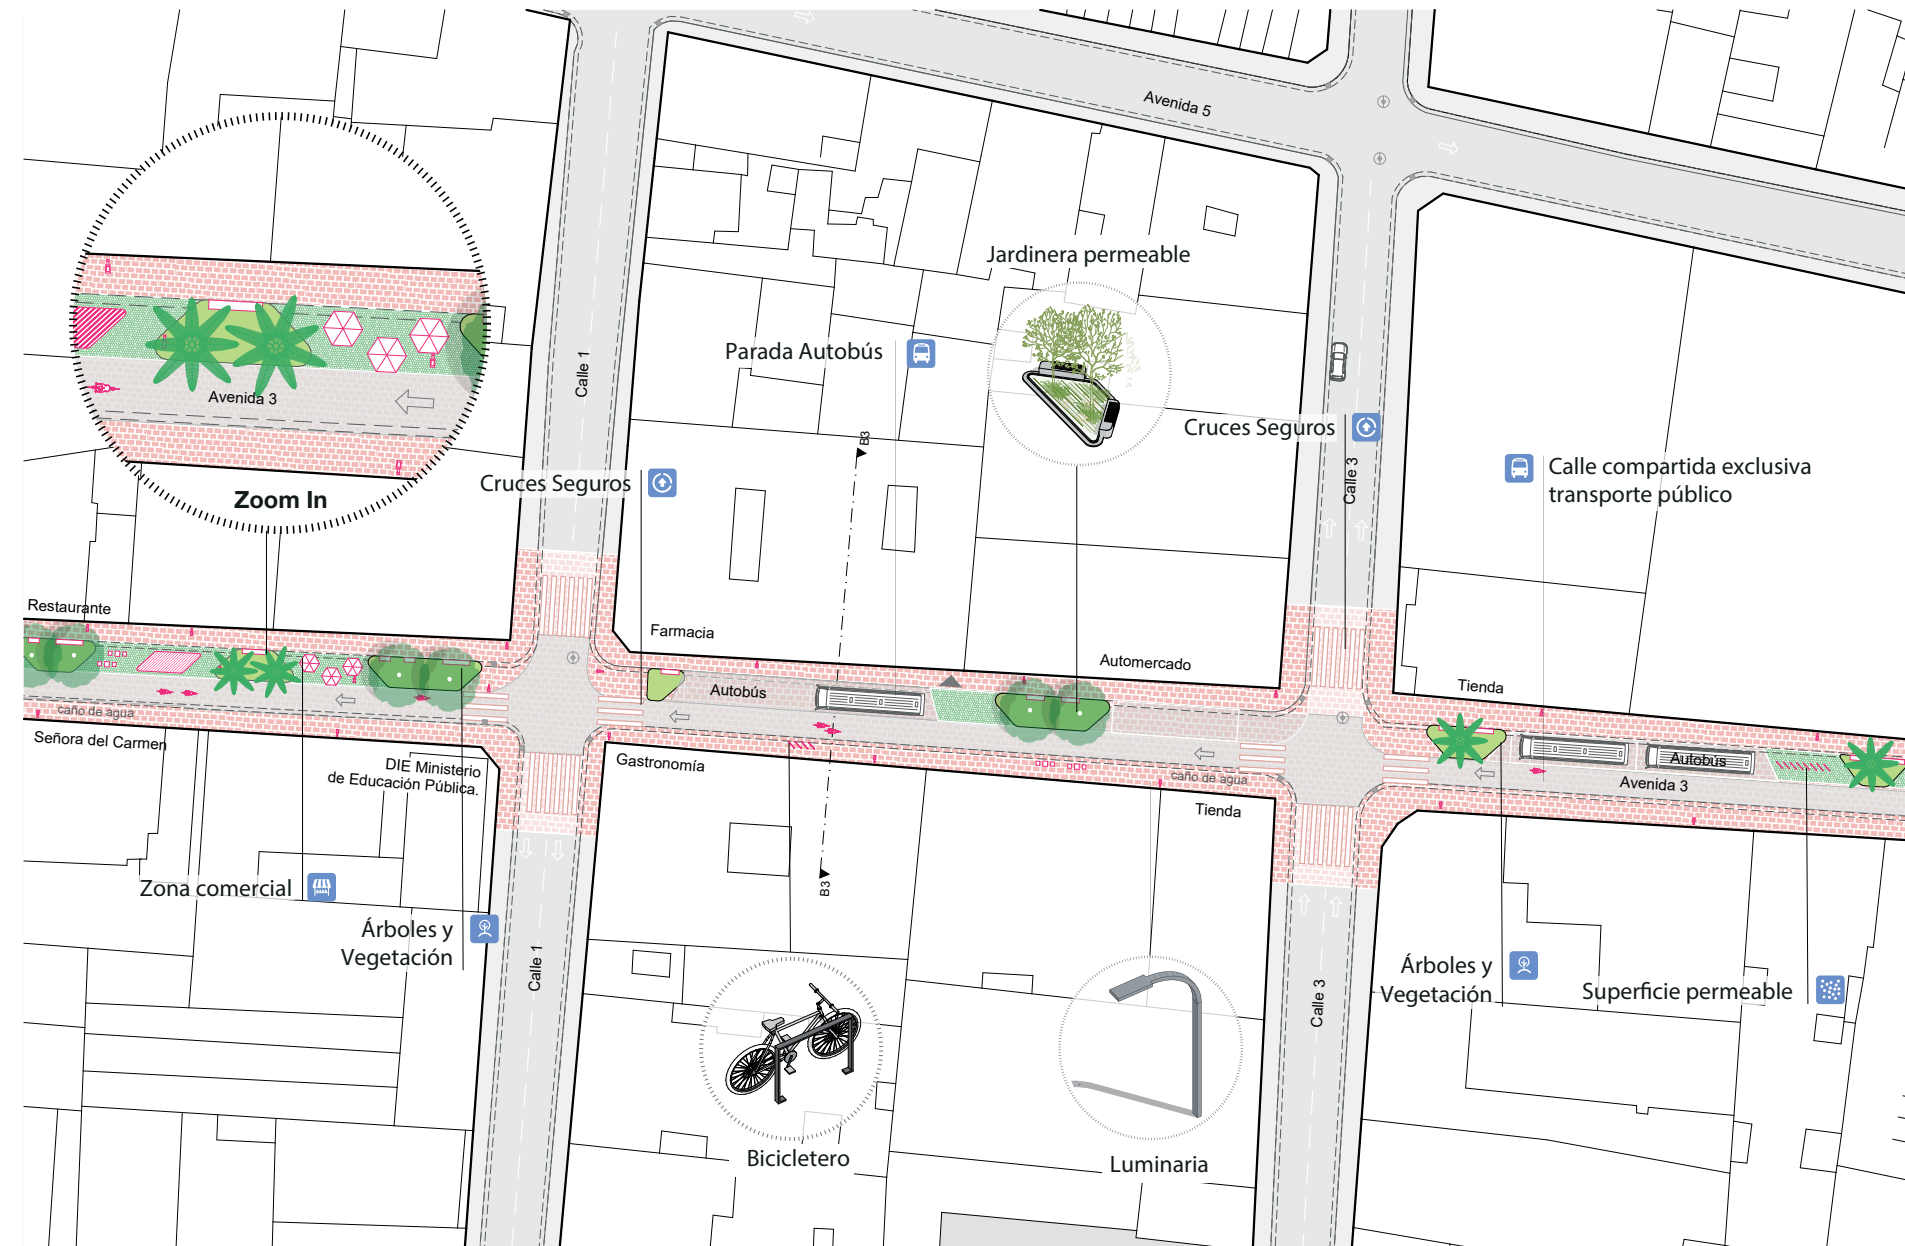 Avenida 5
Jardinera permeable
Parada Autobús
Calle 1
Avenida 3
Zoom In
Cruces Seguros
B3
Cruces Seguros
Calle 3
Calle compartida exclusiva
transporte público
Restaurante
Farmacia
Automercado
Tienda
Autobús
caño de agua
Señora del Carmen
DIE Ministerio
de Educación Pública.
Gastronomía
caño de agua
Tienda
Autobús
Avenida 3
Zona comercial
B3
Árboles y
Vegetación
Calle 1
Calle 3
Árboles y
Vegetación
Superficie permeable
Bicicletero
Luminaria